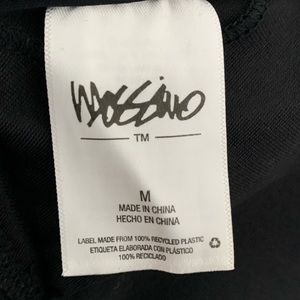 MOSSIMO
TM
M
MADE IN CHINA
HECHO EN CHINA
LABEL MADE FROM 100% RECYCLED PLASTIC
ETIQUETA ELABORADA CON PLÁSTICO
100% RECICLADO